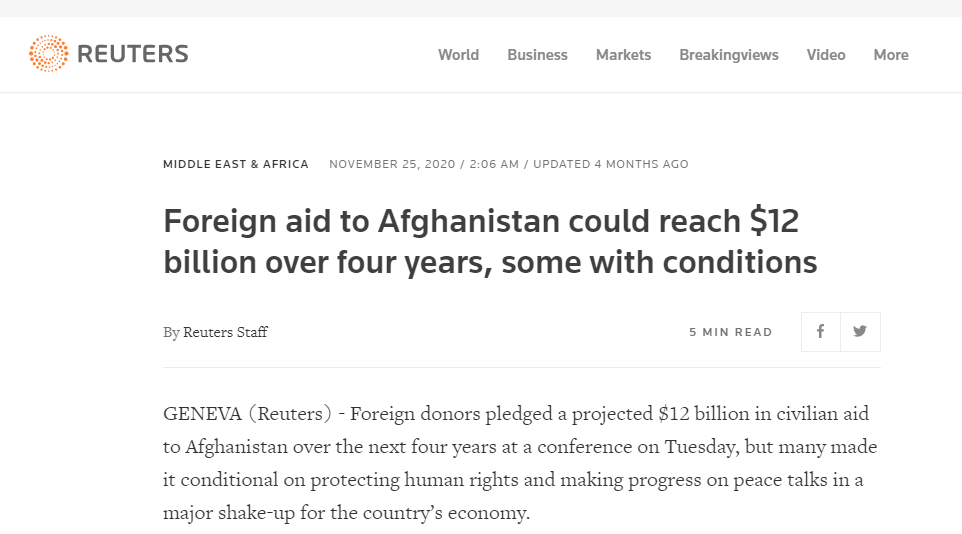 REUTERS
World Business Markets Breakingviews Video More
MIDDLE EAST & AFRICA NOVEMBER 25, 2020 / 2:06 AM / UPDATED 4 MONTHS AGO
Foreign aid to Afghanistan could reach $12
billion over four years, some with conditions
By Reuters Staff
5 MIN READ
GENEVA (Reuters) - Foreign donors pledged a projected $12 billion in civilian aid
to Afghanistan over the next four years at a conference on Tuesday, but many made
it conditional on protecting human rights and making progress on peace talks in a
major shake-up for the country’s economy.